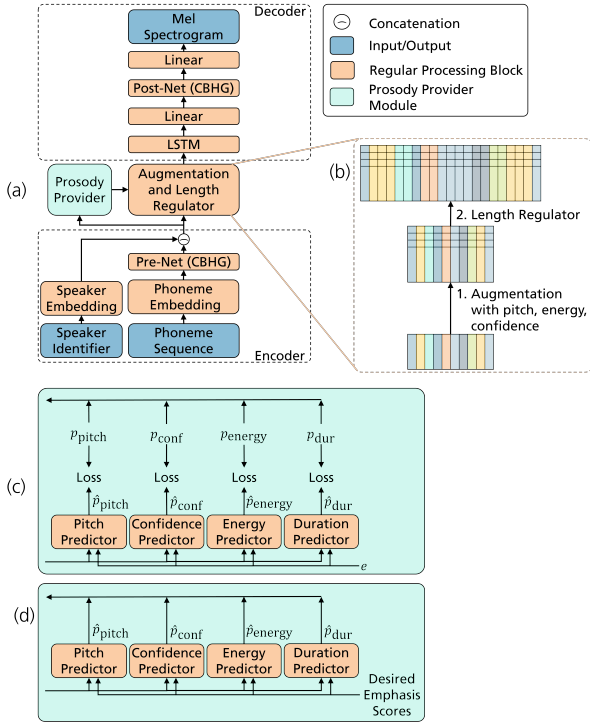 Decoder
Mel
Spectrogram
Linear
Post-Net (CBHG)
Linear
LSTM
Concatenation
Input/Output
Regular Processing Block
Prosody Provider
Module
(a)
Prosody
Provider
Augmentation
and Length
Regulator
Pre-Net (CBHG)
Speaker
Embedding
Phoneme
Embedding
Speaker
Identifier
Phoneme
Sequence
Encoder
(b)
2. Length Regulator
1. Augmentation
with pitch, energy,
confidence
(c)
p_pitch p_conf p_energy p_dur
Loss Loss Loss Loss
p̂_pitch p̂_conf p̂_energy p̂_dur
Pitch
Predictor
Confidence
Predictor
Energy
Predictor
Duration
Predictor
e
(d)
p̂_pitch p̂_conf p̂_energy p̂_dur
Pitch
Predictor
Confidence
Predictor
Energy
Predictor
Duration
Predictor
Desired
Emphasis
Scores